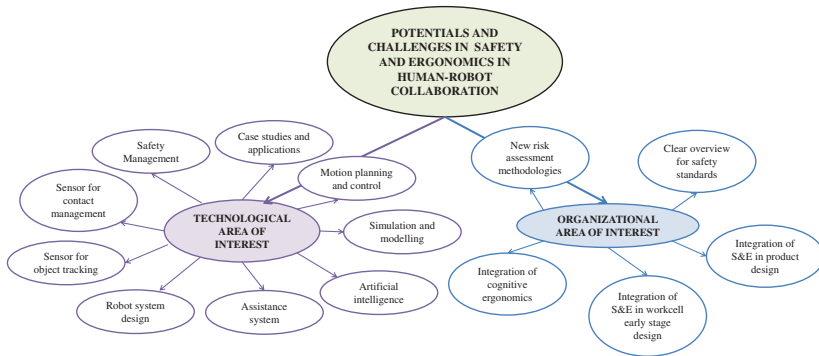 POTENTIALS AND
CHALLENGES IN SAFETY
AND ERGONOMICS IN
HUMAN-ROBOT
COLLABORATION
Case studies and
applications
Safety
Management
Motion planning
and control
Sensor for
contact
management
TECHNOLOGICAL
AREA OF
INTEREST
Simulation and
modelling
Sensor for
object tracking
Artificial
intelligence
Robot system
design
Assistance
system
New risk
assessment
methodologies
Clear overview
for safety
standards
ORGANIZATIONAL
AREA OF INTEREST
Integration of
S&E in product
design
Integration of
cognitive
ergonomics
Integration of
S&E in workcell
early stage
design